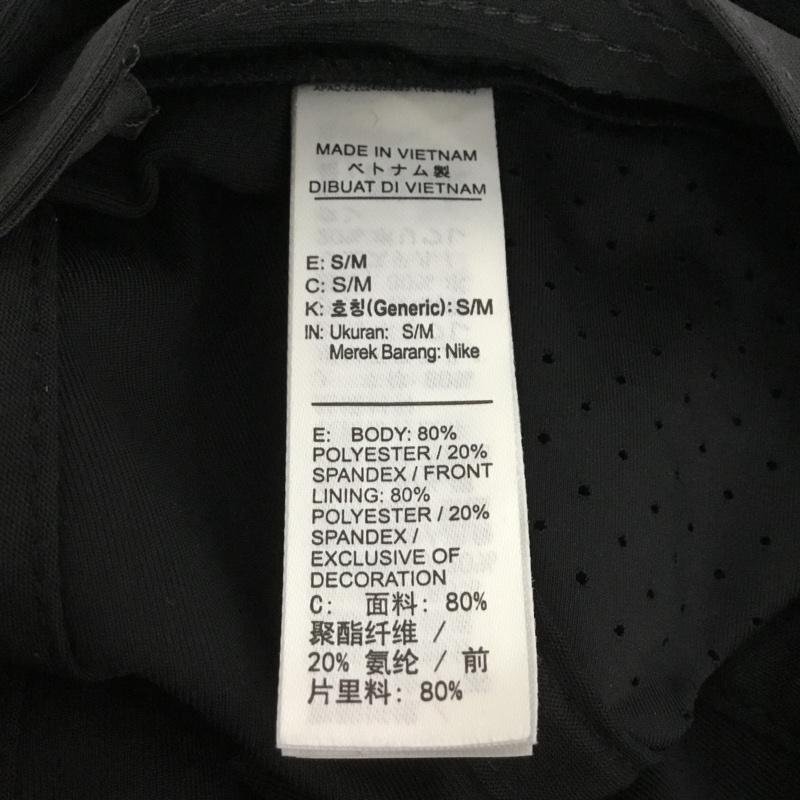 MADE IN VIETNAM
ベトナム製
DIBUAT DI VIETNAM
E: S/M
C: S/M
K: 호칭(Generic): S/M
IN: Ukuran: S/M
Merek Barang: Nike
E: BODY: 80%
POLYESTER / 20%
SPANDEX / FRONT
LINING: 80%
POLYESTER / 20%
SPANDEX /
EXCLUSIVE OF
DECORATION
C: 面料: 80%
聚酯纤维 /
20% 氨纶 / 前
片里料: 80%